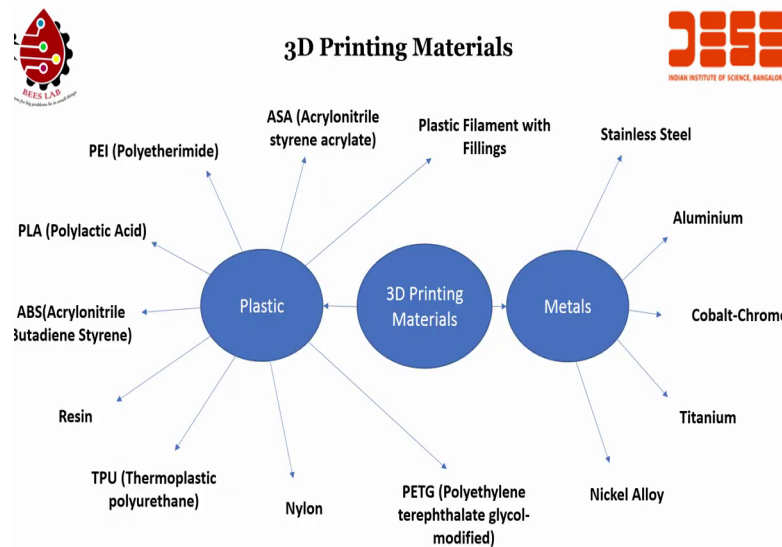 3D Printing Materials
BEES LAB
INDIAN INSTITUTE OF SCIENCE, BANGALOR
ASA (Acrylonitrile
styrene acrylate)
Plastic Filament with
Fillings
Stainless Steel
PEI (Polyetherimide)
Aluminium
PLA (Polylactic Acid)
Plastic
3D Printing
Materials
Metals
ABS(Acrylonitrile
Butadiene Styrene)
Cobalt-Chrome
Resin
Titanium
TPU (Thermoplastic
polyurethane)
Nylon
PETG (Polyethylene
terephthalate glycol-
modified)
Nickel Alloy